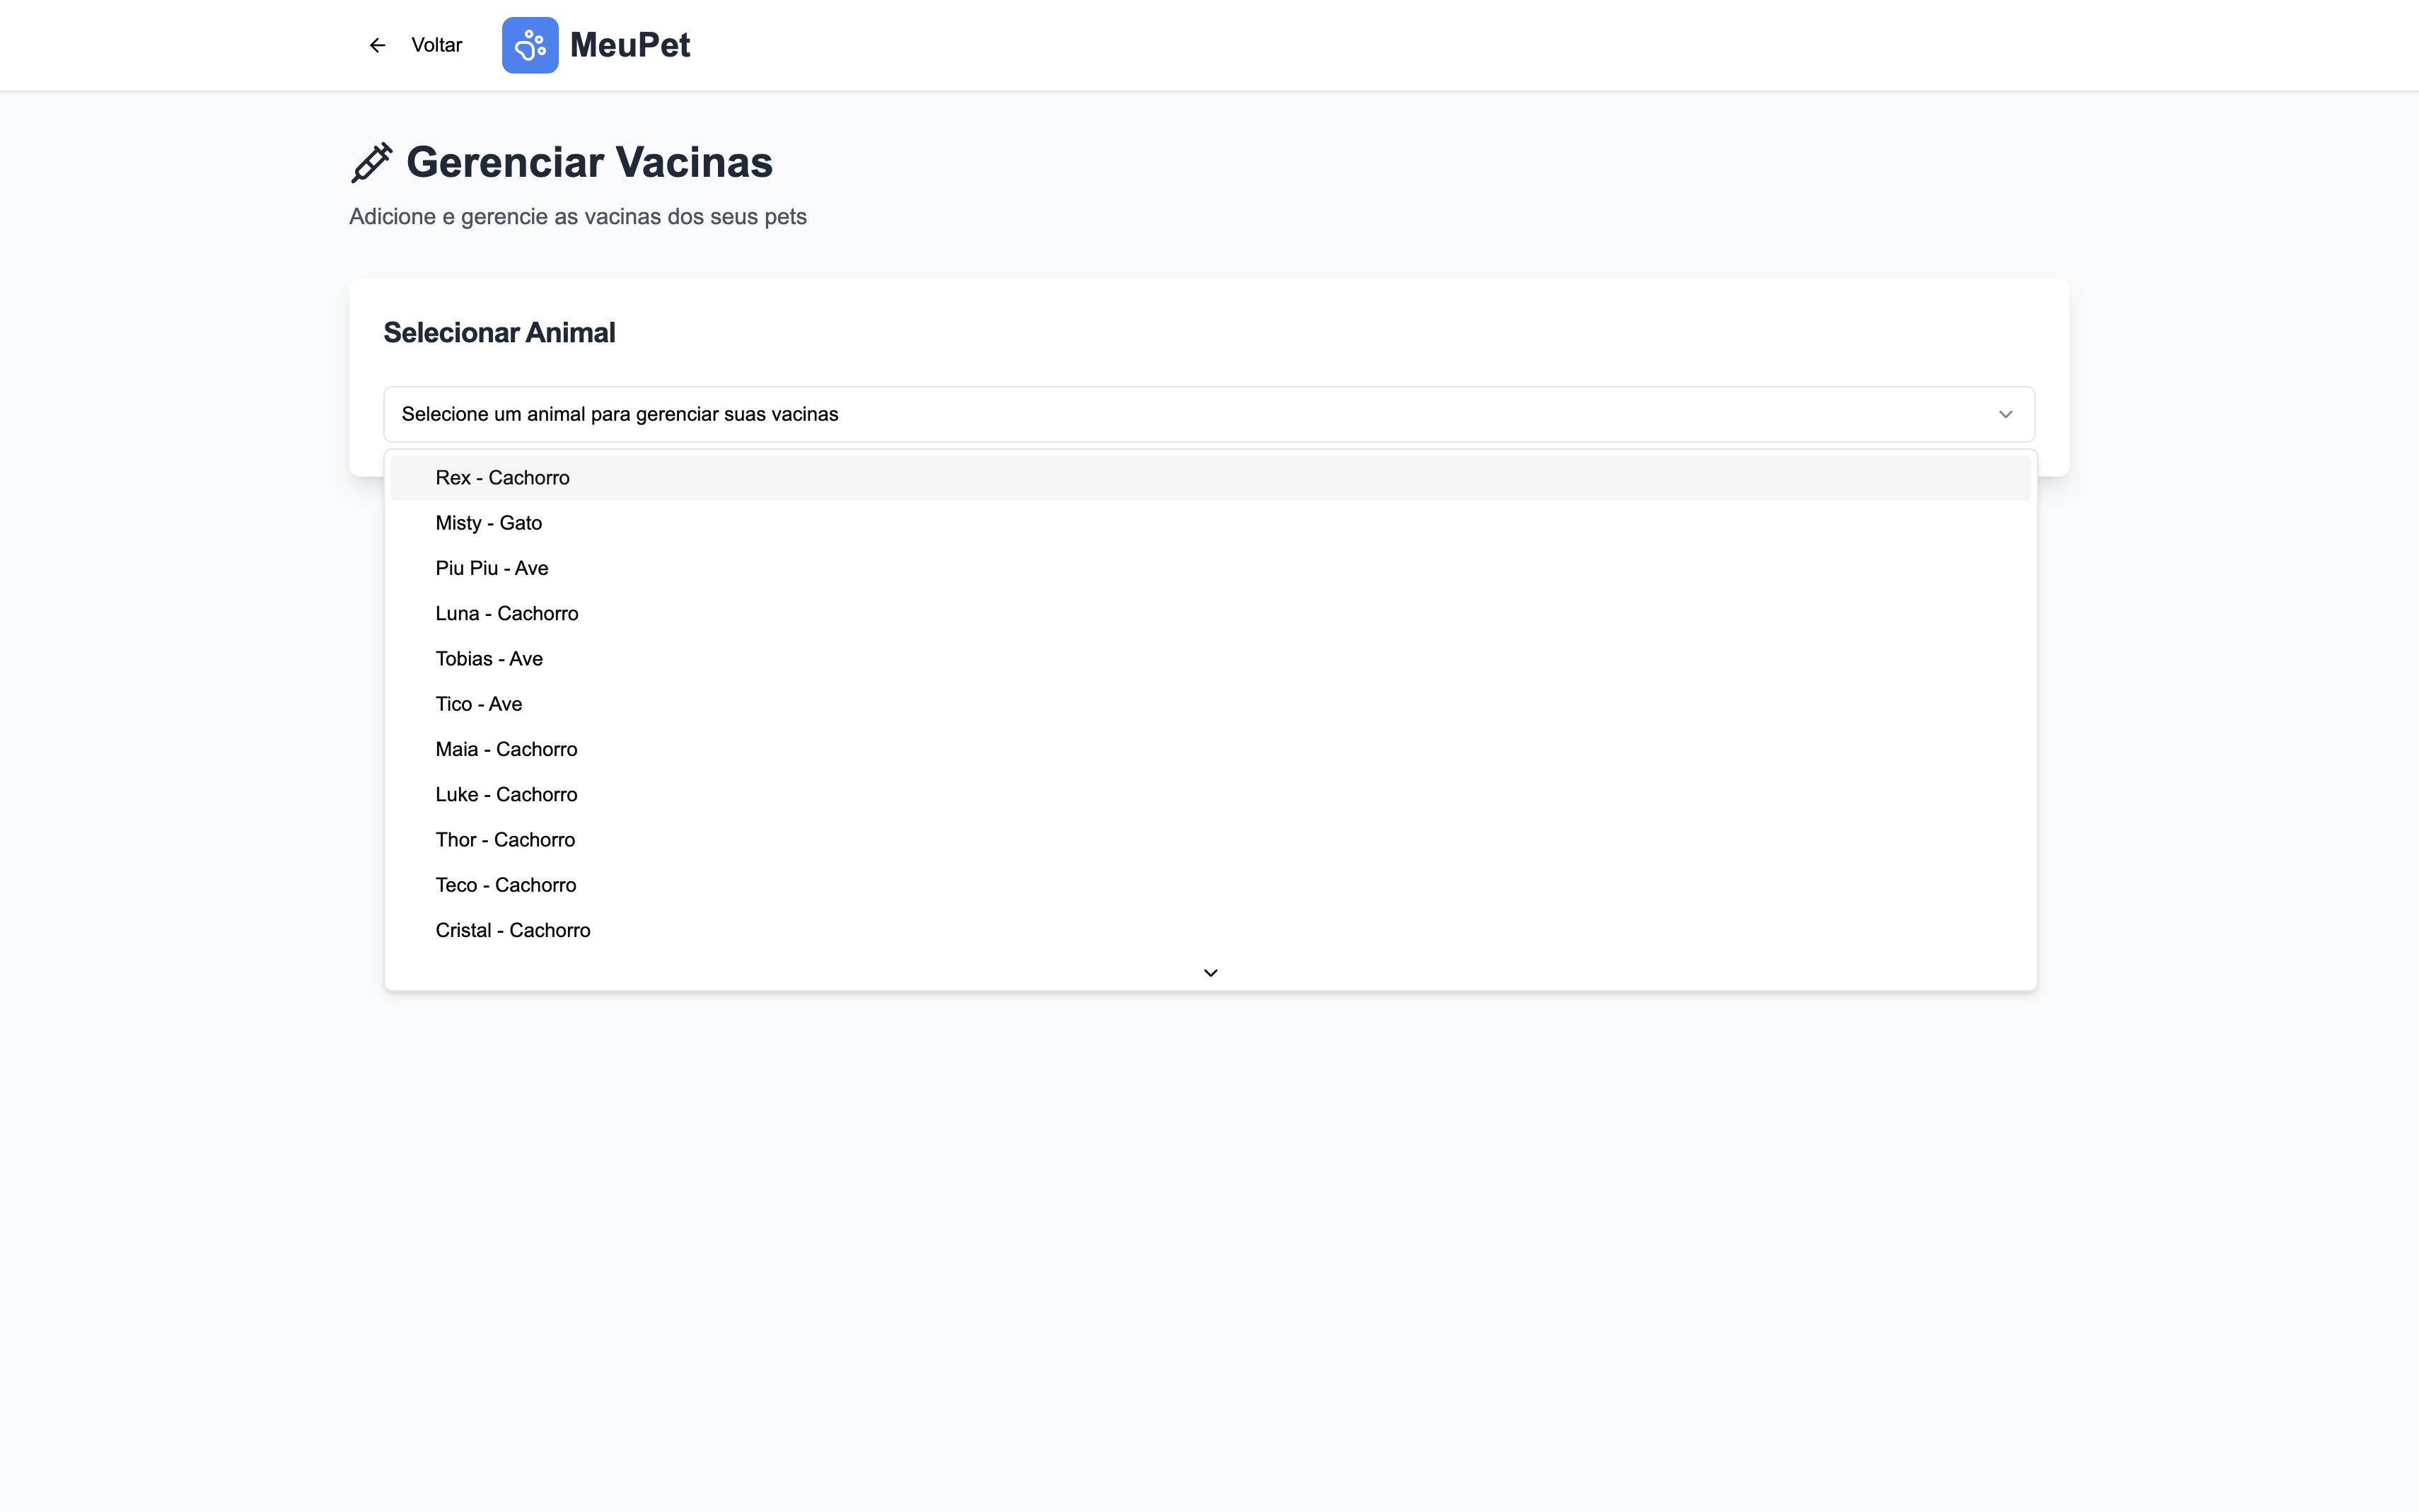 Voltar
MeuPet
Gerenciar Vacinas
Adicione e gerencie as vacinas dos seus pets
Selecionar Animal
Selecione um animal para gerenciar suas vacinas
Rex - Cachorro
Misty - Gato
Piu Piu - Ave
Luna - Cachorro
Tobias - Ave
Tico - Ave
Maia - Cachorro
Luke - Cachorro
Thor - Cachorro
Teco - Cachorro
Cristal - Cachorro